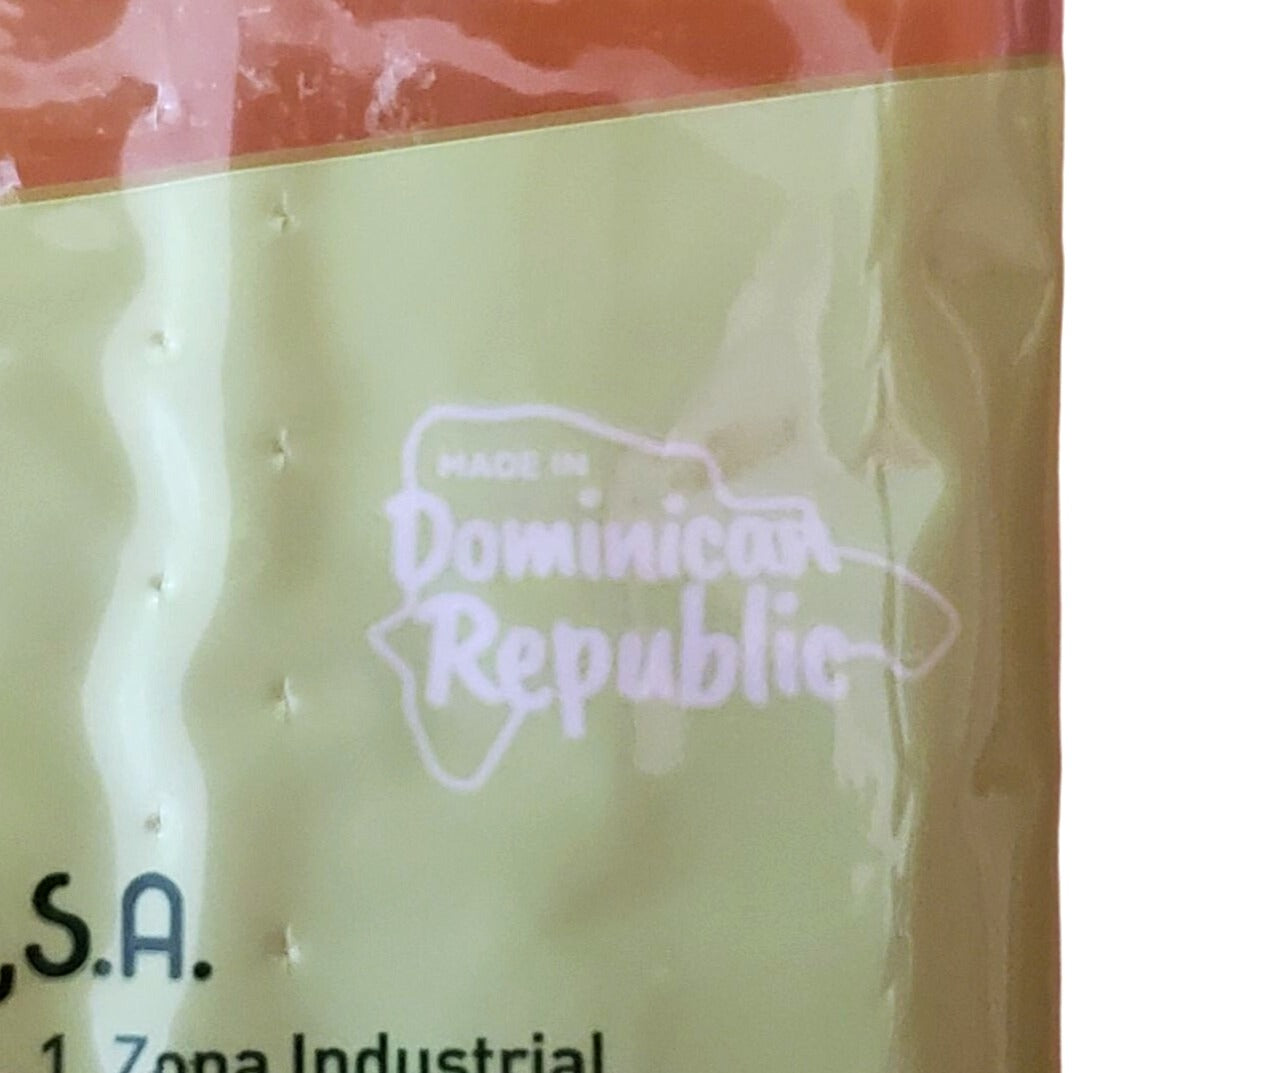 MADE IN
Dominican
Republic
,S.A.
1, Zona Industrial